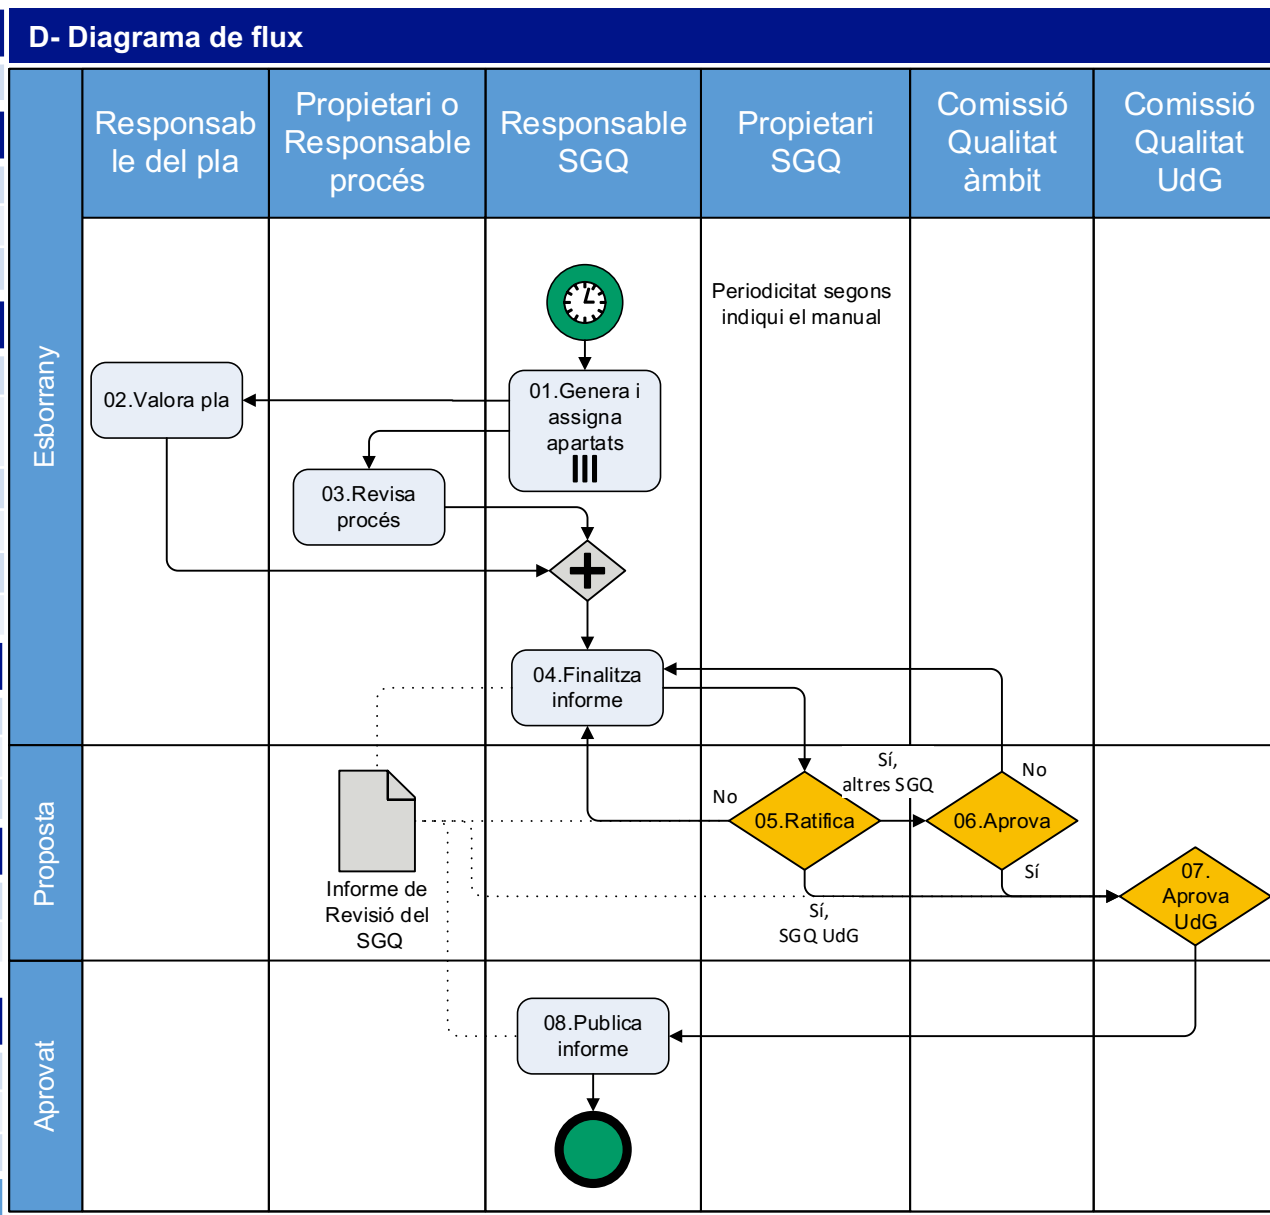 D- Diagrama de flux
Responsab
le del pla
Propietari o
Responsable
procés
Responsable
SGQ
Propietari
SGQ
Comissió
Qualitat
àmbit
Comissió
Qualitat
UdG
Esborrany
Periodicitat segons
indiqui el manual
01.Genera i
assigna
apartats
02.Valora pla
03.Revisa
procés
04.Finalitza
informe
Proposta
Sí,
altres SGQ
No
No
05.Ratifica
06.Aprova
Sí
07.
Aprova
UdG
Informe de
Revisió del
SGQ
Sí,
SGQ UdG
Aprovat
08.Publica
informe